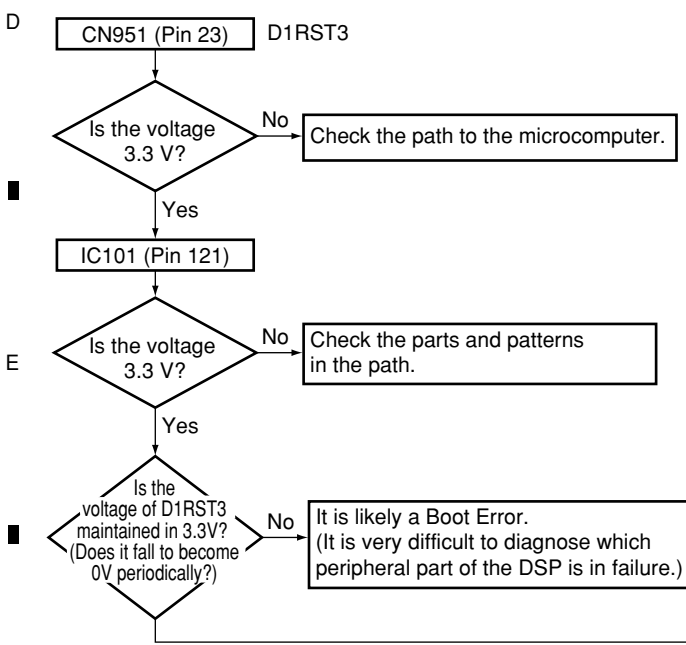 D
CN951 (Pin 23) D1RST3
Is the voltage
3.3 V?
No
Check the path to the microcomputer.
Yes
IC101 (Pin 121)
E
Is the voltage
3.3 V?
No
Check the parts and patterns
in the path.
Yes
Is the
voltage of D1RST3
maintained in 3.3V?
(Does it fall to become
0V periodically?)
No
It is likely a Boot Error.
(It is very difficult to diagnose which
peripheral part of the DSP is in failure.)